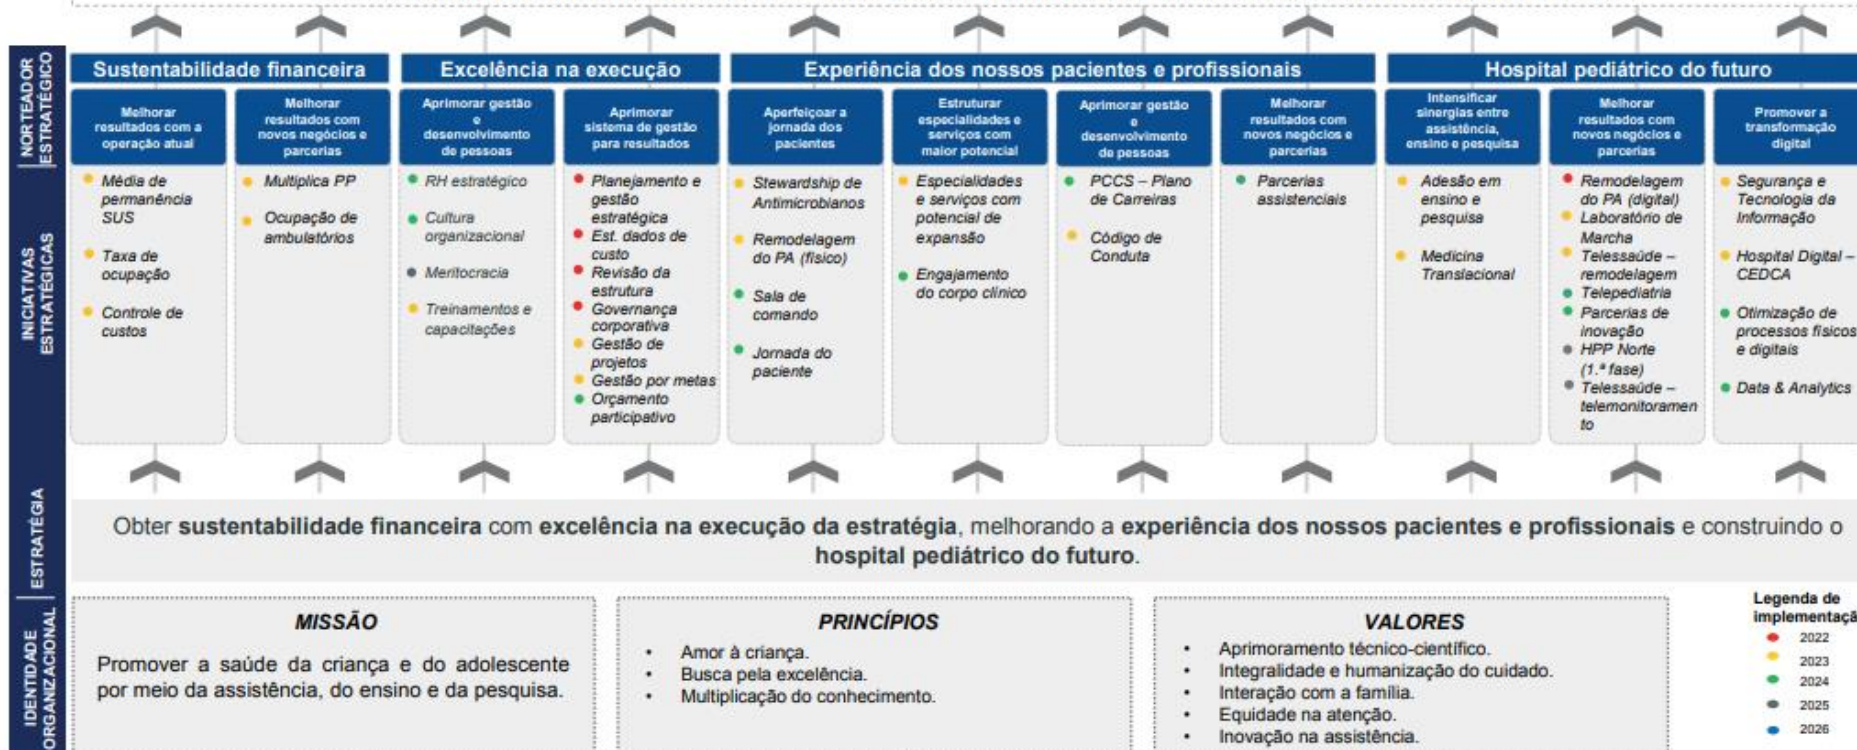 NORTEADOR
ESTRATÉGICO
Sustentabilidade financeira
Excelência na execução
Experiência dos nossos pacientes e profissionais
Hospital pediátrico do futuro
Melhorar
resultados com a
operação atual
Melhorar
resultados com
novos negócios e
parcerias
Aprimorar gestão
e
desenvolvimento
de pessoas
Aprimorar
sistema de gestão
para resultados
Aperfeiçoar a
jornada dos
pacientes
Estruturar
especialidades e
serviços com
maior potencial
Aprimorar gestão
e
desenvolvimento
de pessoas
Melhorar
resultados com
novos negócios e
parcerias
Intensificar
sinergias entre
assistência,
ensino e pesquisa
Melhorar
resultados com
novos negócios e
parcerias
Promover a
transformação
digital
INICIATIVAS
ESTRATÉGICAS
• Média de
permanência
SUS
• Taxa de
ocupação
• Controle de
custos
• Multiplica PP
• Ocupação de
ambulatórios
• RH estratégico
• Cultura
organizacional
• Meritocracia
• Treinamentos e
capacitações
• Planejamento e
gestão
estratégica
• Est. dados de
custo
• Revisão da
estrutura
• Governança
corporativa
• Gestão de
projetos
• Gestão por metas
• Orçamento
participativo
• Stewardship de
Antimicrobianos
• Remodelagem
do PA (físico)
• Sala de
comando
• Jornada do
paciente
• Especialidades
e serviços com
potencial de
expansão
• Engajamento
do corpo clínico
• PCCS – Plano
de Carreiras
• Código de
Conduta
• Parcerias
assistenciais
• Adesão em
ensino e
pesquisa
• Medicina
Translacional
• Remodelagem
do PA (digital)
• Laboratório de
Marcha
• Telessaúde –
remodelagem
• Telepediatria
• Parcerias de
inovação
• HPP Norte
(1.ª fase)
• Telessaúde –
telemonitoramen
to
• Segurança e
Tecnologia da
Informação
• Hospital Digital –
CEDCA
• Otimização de
processos físicos
e digitais
• Data & Analytics
ESTRATÉGIA
Obter sustentabilidade financeira com excelência na execução da estratégia, melhorando a experiência dos nossos pacientes e profissionais e construindo o
hospital pediátrico do futuro.
IDENTIDADE
ORGANIZACIONAL
MISSÃO
Promover a saúde da criança e do adolescente
por meio da assistência, do ensino e da pesquisa.
PRINCÍPIOS
• Amor à criança.
• Busca pela excelência.
• Multiplicação do conhecimento.
VALORES
• Aprimoramento técnico-científico.
• Integralidade e humanização do cuidado.
• Interação com a família.
• Equidade na atenção.
• Inovação na assistência.
Legenda de
implementaçã
2022
2023
2024
2025
2026